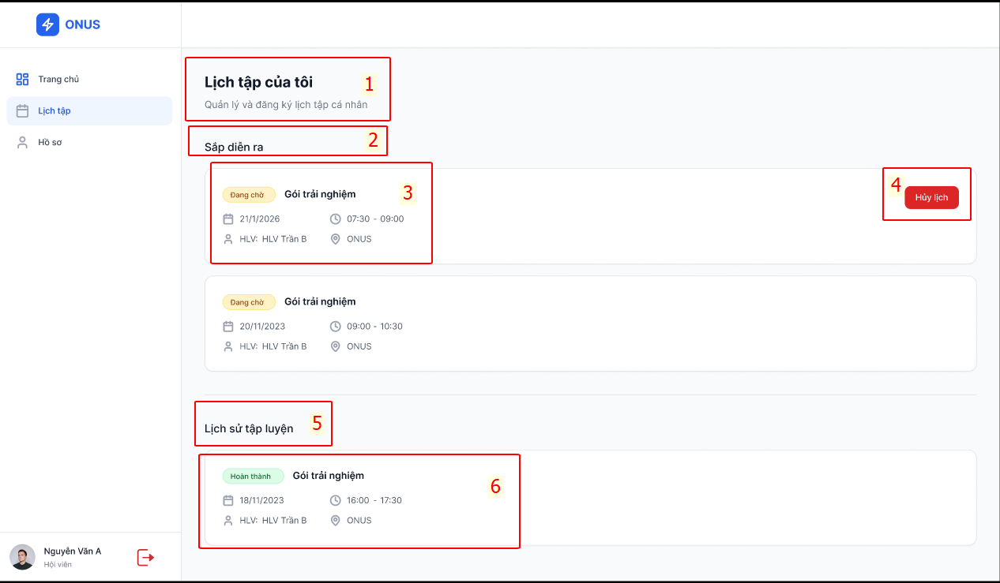 ONUS
Trang chủ
Lịch tập
Hồ sơ
Lịch tập của tôi
1
Quản lý và đăng ký lịch tập cá nhân
Sắp diễn ra
2
Đang chờ Gói trải nghiệm
3
21/1/2026 07:30 - 09:00
HLV: HLV Trần B ONUS
4
Hủy lịch
Đang chờ Gói trải nghiệm
20/11/2023 09:00 - 10:30
HLV: HLV Trần B ONUS
Lịch sử tập luyện
5
Hoàn thành Gói trải nghiệm
6
18/11/2023 16:00 - 17:30
HLV: HLV Trần B ONUS
Nguyễn Văn A
Hội viên